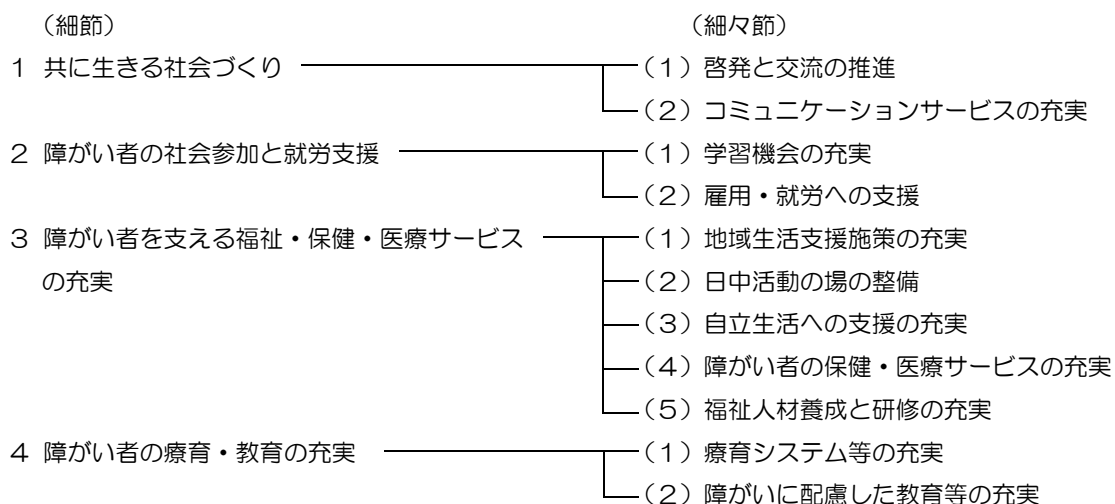 （細節） （細々節）
１ 共に生きる社会づくり （１）啓発と交流の推進
（２）コミュニケーションサービスの充実
２ 障がい者の社会参加と就労支援 （１）学習機会の充実
（２）雇用・就労への支援
３ 障がい者を支える福祉・保健・医療サービス （１）地域生活支援施策の充実
の充実 （２）日中活動の場の整備
（３）自立生活への支援の充実
（４）障がい者の保健・医療サービスの充実
（５）福祉人材養成と研修の充実
４ 障がい者の療育・教育の充実 （１）療育システム等の充実
（２）障がいに配慮した教育等の充実